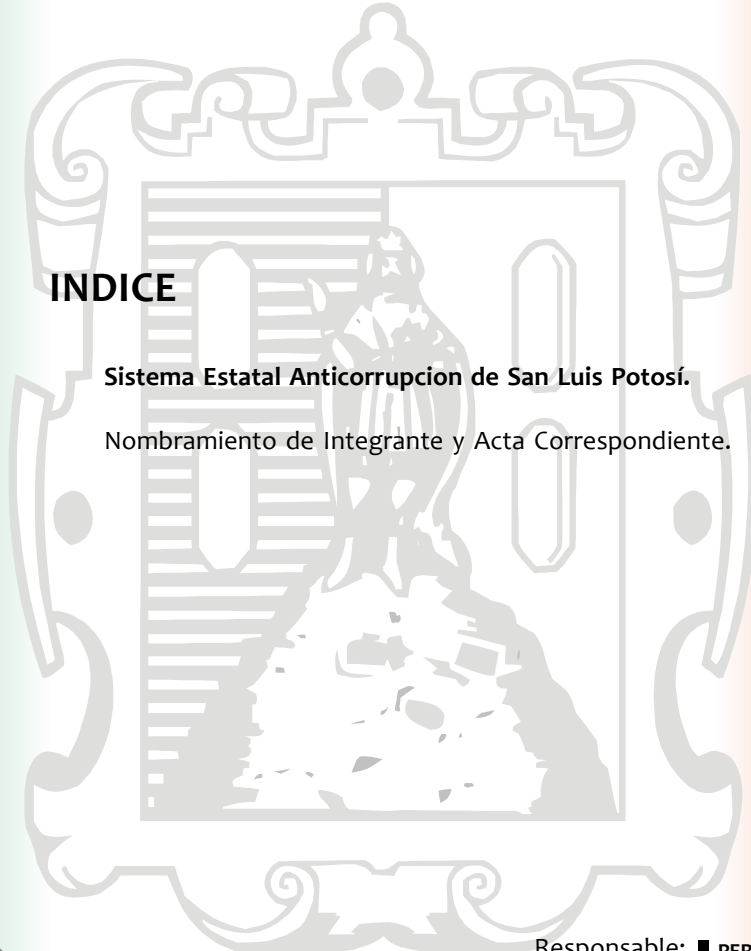 INDICE
Sistema Estatal Anticorrupcion de San Luis Potosí.
Nombramiento de Integrante y Acta Correspondiente.
Responsable: